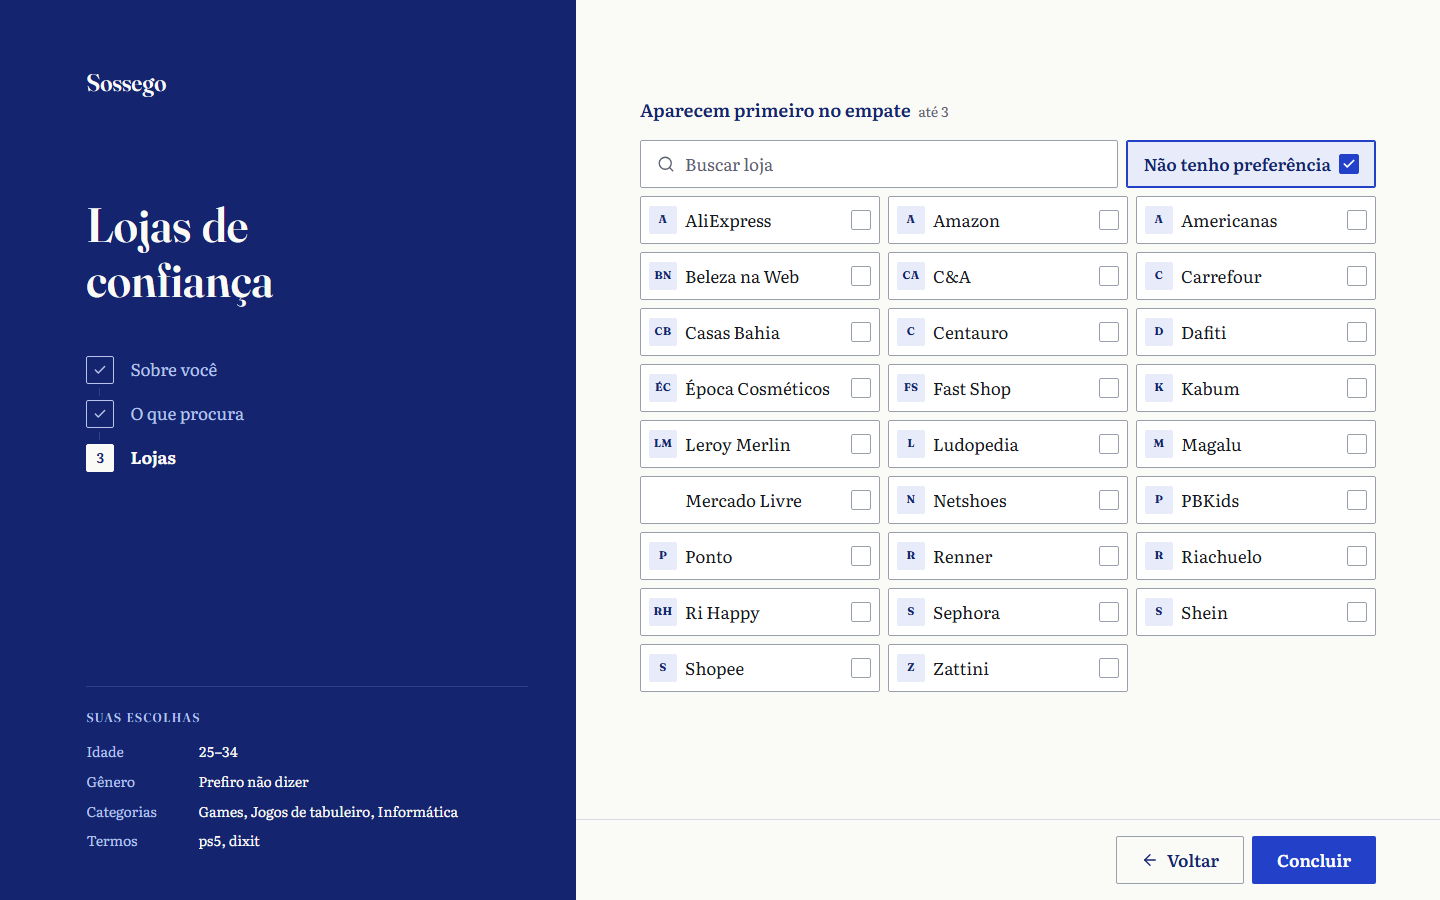 Sossego
Lojas de
confiança
Sobre você
O que procura
3 Lojas
SUAS ESCOLHAS
Idade 25–34
Gênero Prefiro não dizer
Categorias Games, Jogos de tabuleiro, Informática
Termos ps5, dixit
Aparecem primeiro no empate até 3
Buscar loja Não tenho preferência
A AliExpress A Amazon A Americanas
BN Beleza na Web CA C&A C Carrefour
CB Casas Bahia C Centauro D Dafiti
ÉC Época Cosméticos FS Fast Shop K Kabum
LM Leroy Merlin L Ludopedia M Magalu
Mercado Livre N Netshoes P PBKids
P Ponto R Renner R Riachuelo
RH Ri Happy S Sephora S Shein
S Shopee Z Zattini
Voltar Concluir